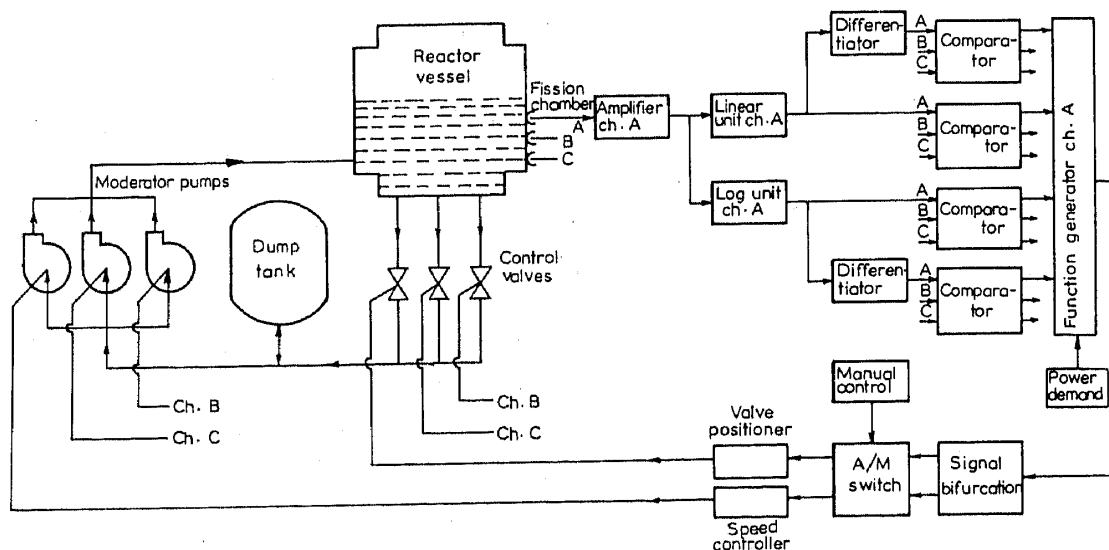 Reactor
vessel
Fission
chamber
A
B
C
Amplifier
ch. A
Linear
unit ch. A
Log unit
ch. A
Differen-
tiator
A
B
C
Compara-
tor
A
B
C
Compara-
tor
A
B
C
Compara-
tor
Differen-
tiator
A
B
C
Compara-
tor
Function generator ch. A
Power
demand
Moderator pumps
Dump
tank
Control
valves
Ch. B
Ch. C
Ch. B
Ch. C
Manual
control
Valve
positioner
A/M
switch
Signal
bifurcation
Speed
controller